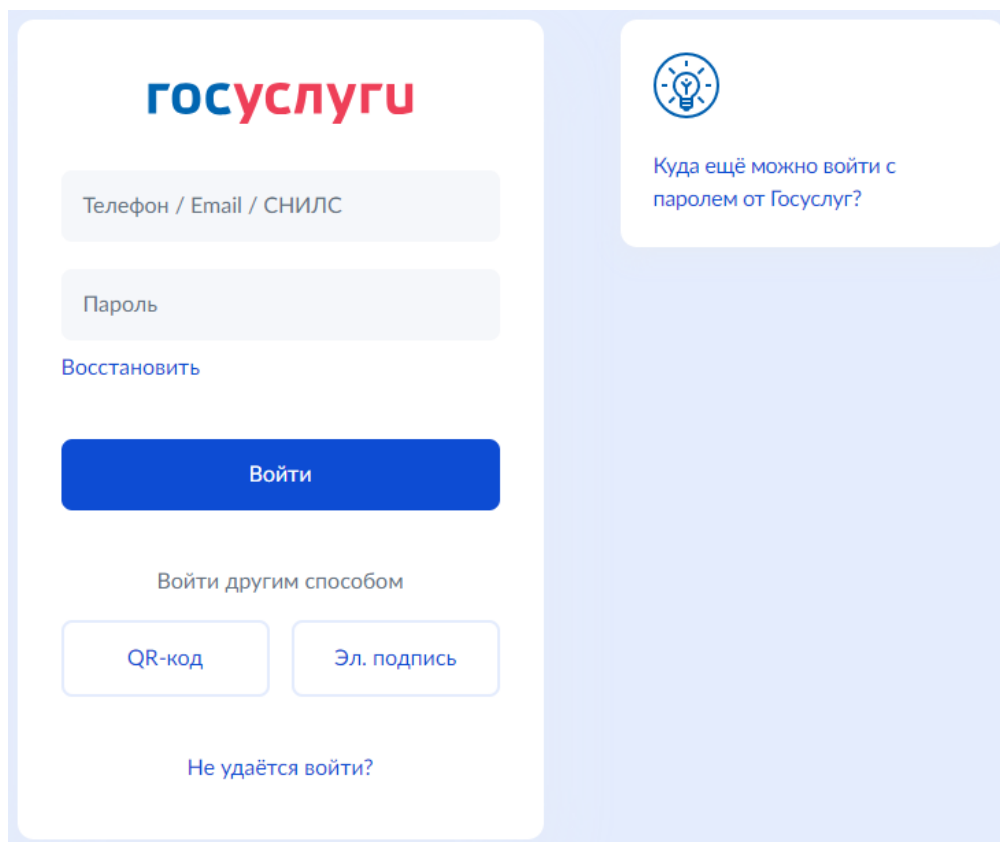 госуслуги
Телефон / Email / СНИЛС
Пароль
Восстановить
Войти
Войти другим способом
QR-код
Эл. подпись
Не удаётся войти?
Куда ещё можно войти с
паролем от Госуслуг?